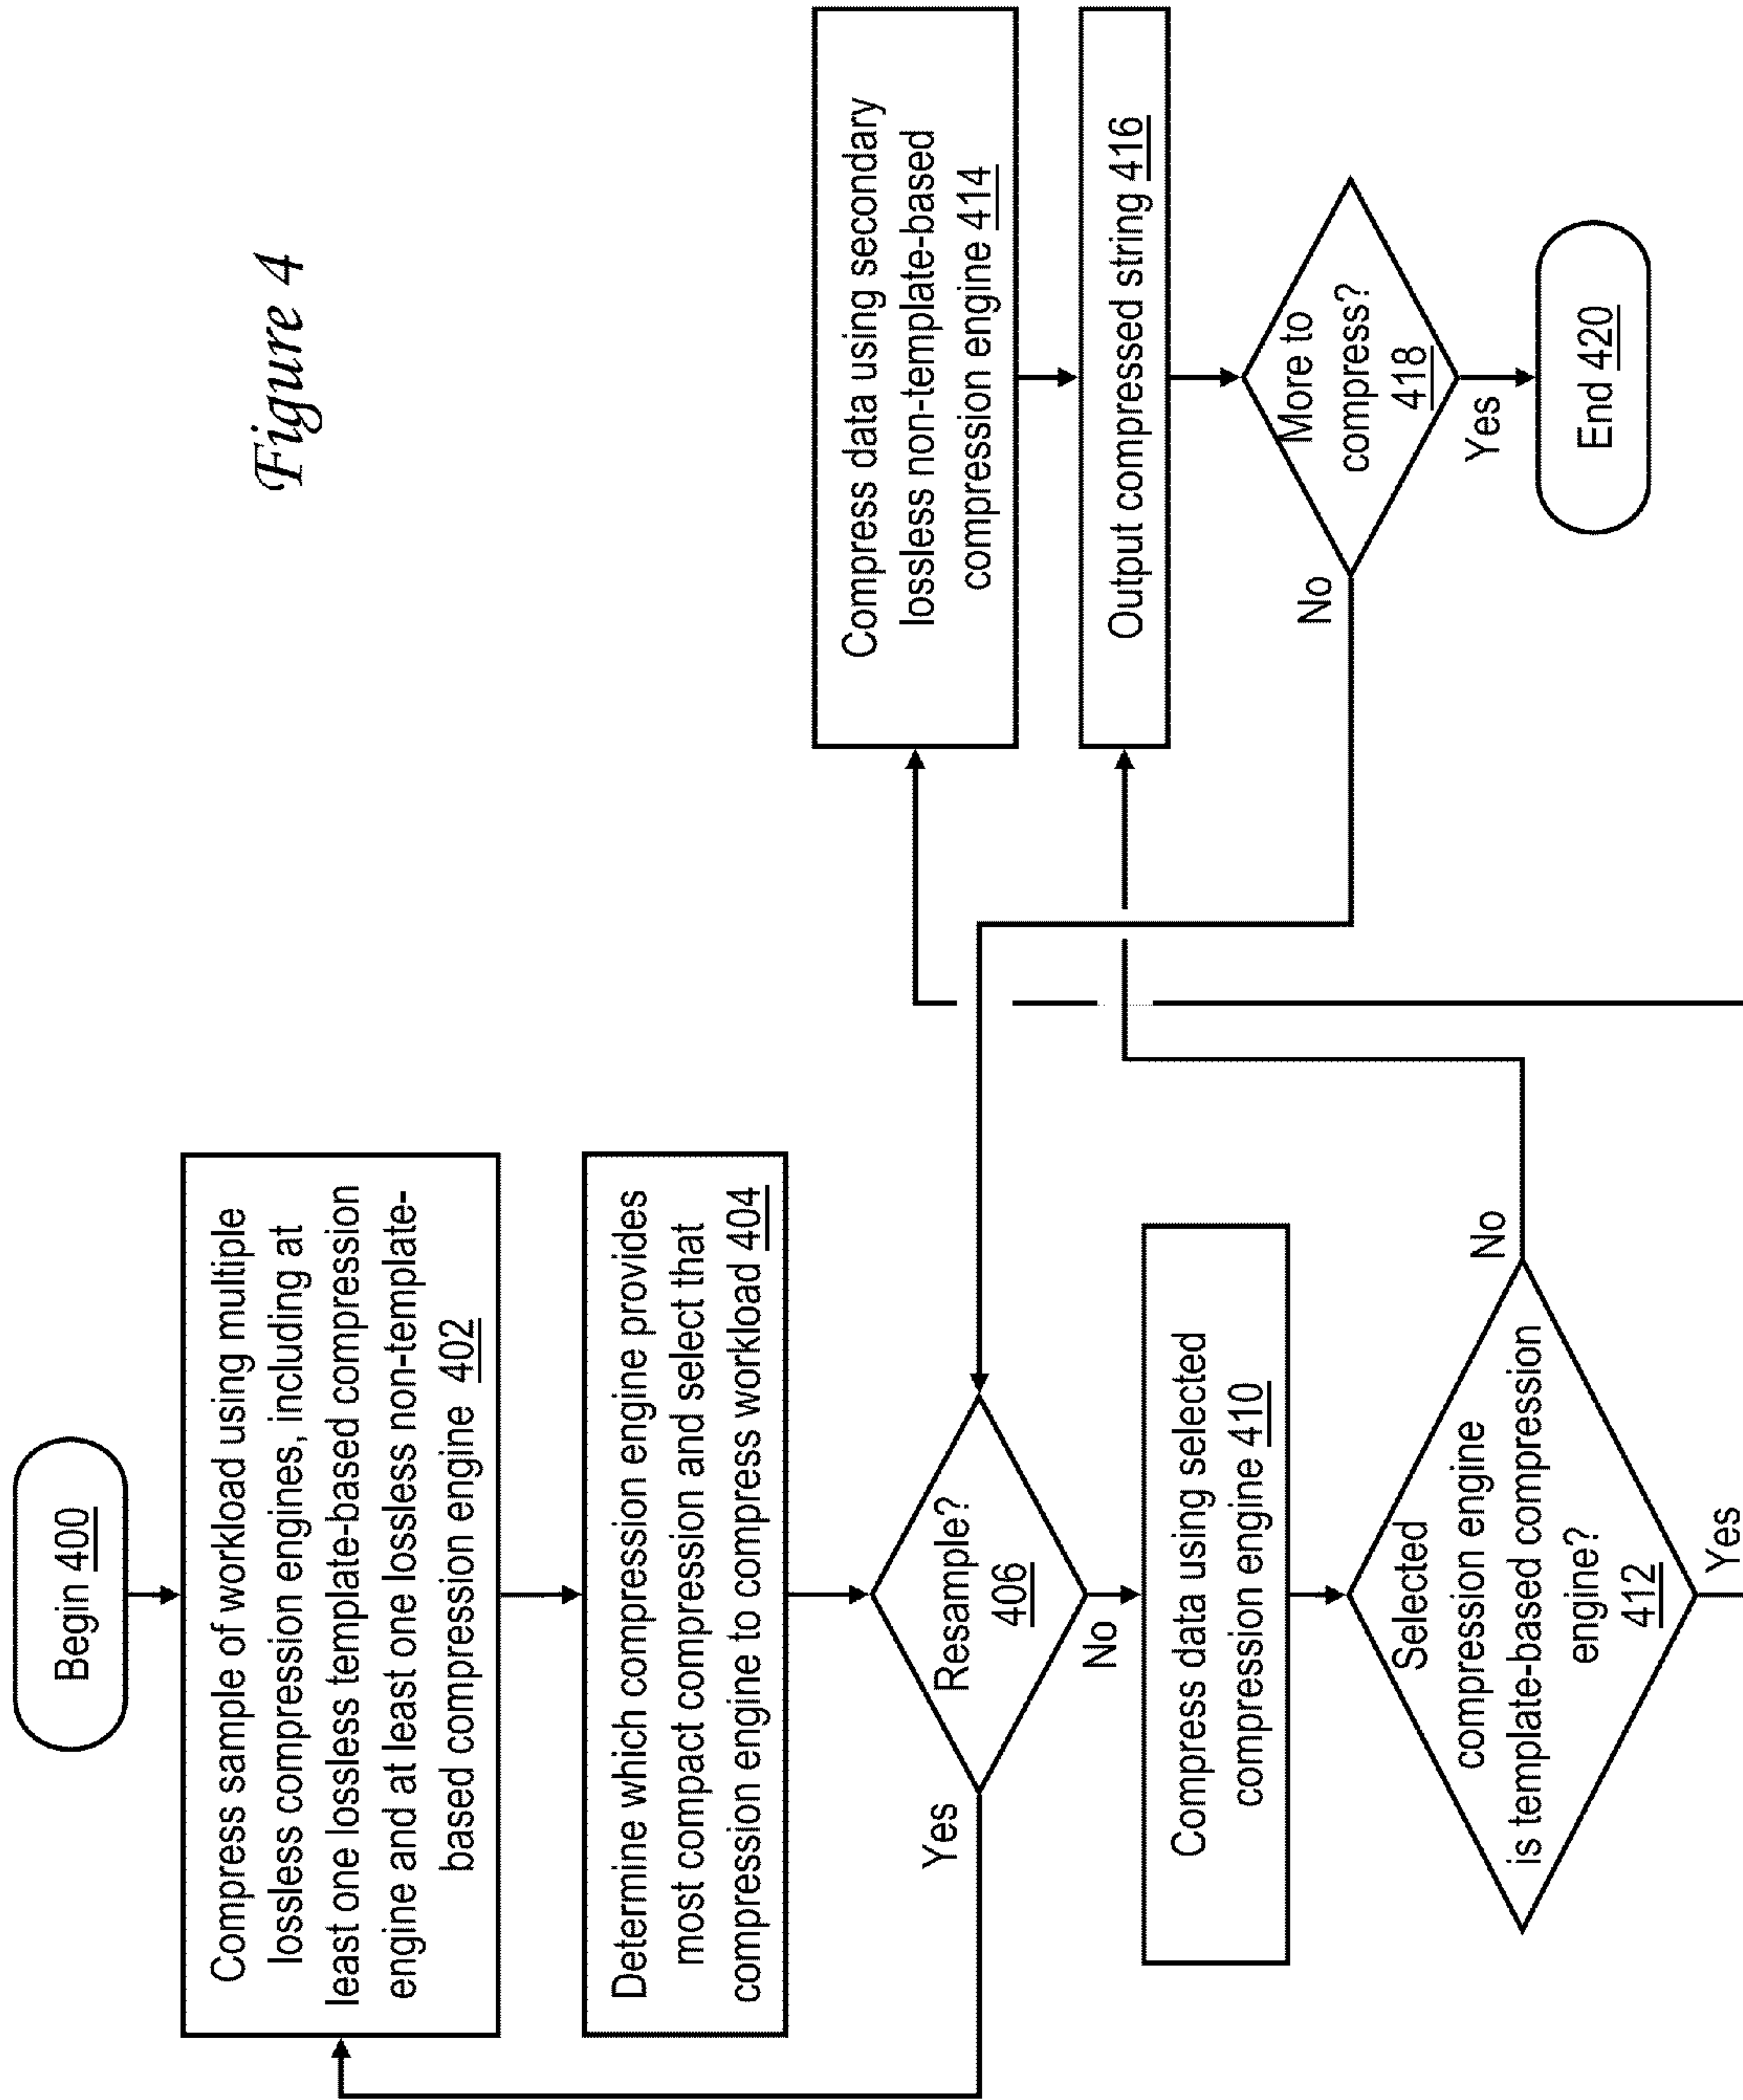 Figure 4
Begin 400
Compress sample of workload using multiple
lossless compression engines, including at
least one lossless template-based compression
engine and at least one lossless non-template-
based compression engine 402
Determine which compression engine provides
most compact compression and select that
compression engine to compress workload 404
Resample?
406
Yes
No
Compress data using selected
compression engine 410
Selected
compression engine
is template-based compression
engine?
412
No
Yes
Compress data using secondary
lossless non-template-based
compression engine 414
Output compressed string 416
More to
compress?
418
No
Yes
End 420